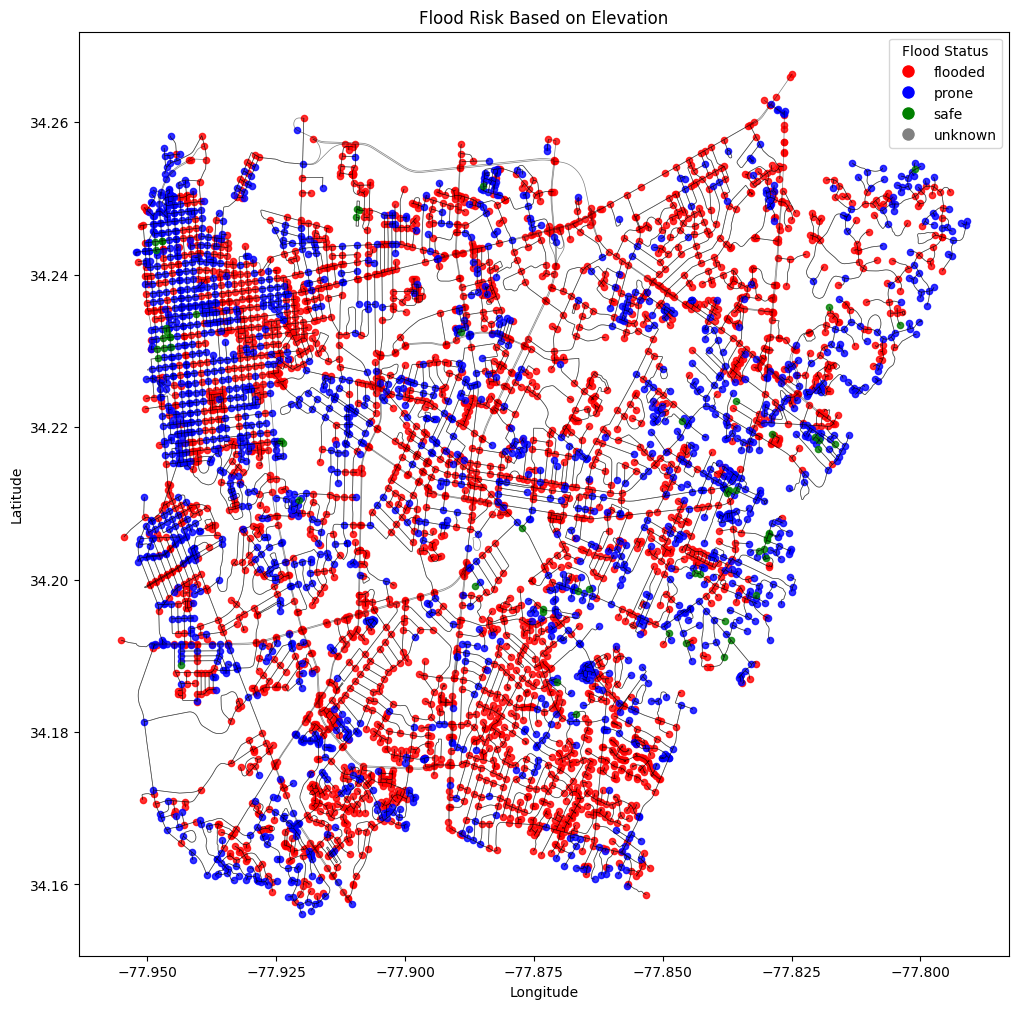 Flood Risk Based on Elevation
Flood Status
flooded
prone
safe
unknown
Latitude
34.26
34.24
34.22
34.20
34.18
34.16
−77.950
−77.925
−77.900
−77.875
−77.850
−77.825
−77.800
Longitude